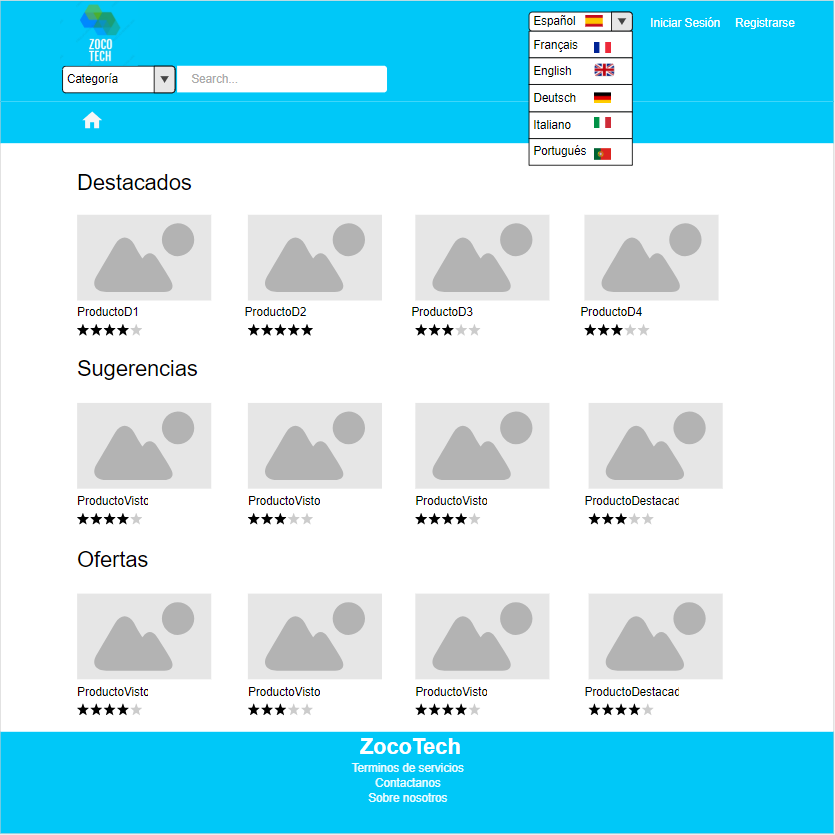 ZOCO
TECH
Español
Iniciar Sesión
Registrarse
Français
English
Deutsch
Italiano
Portugués
Categoría
Search...
Destacados
ProductoD1
ProductoD2
ProductoD3
ProductoD4
Sugerencias
ProductoVisto
ProductoVisto
ProductoVisto
ProductoDestacad
Ofertas
ProductoVisto
ProductoVisto
ProductoVisto
ProductoDestacad
ZocoTech
Terminos de servicios
Contactanos
Sobre nosotros